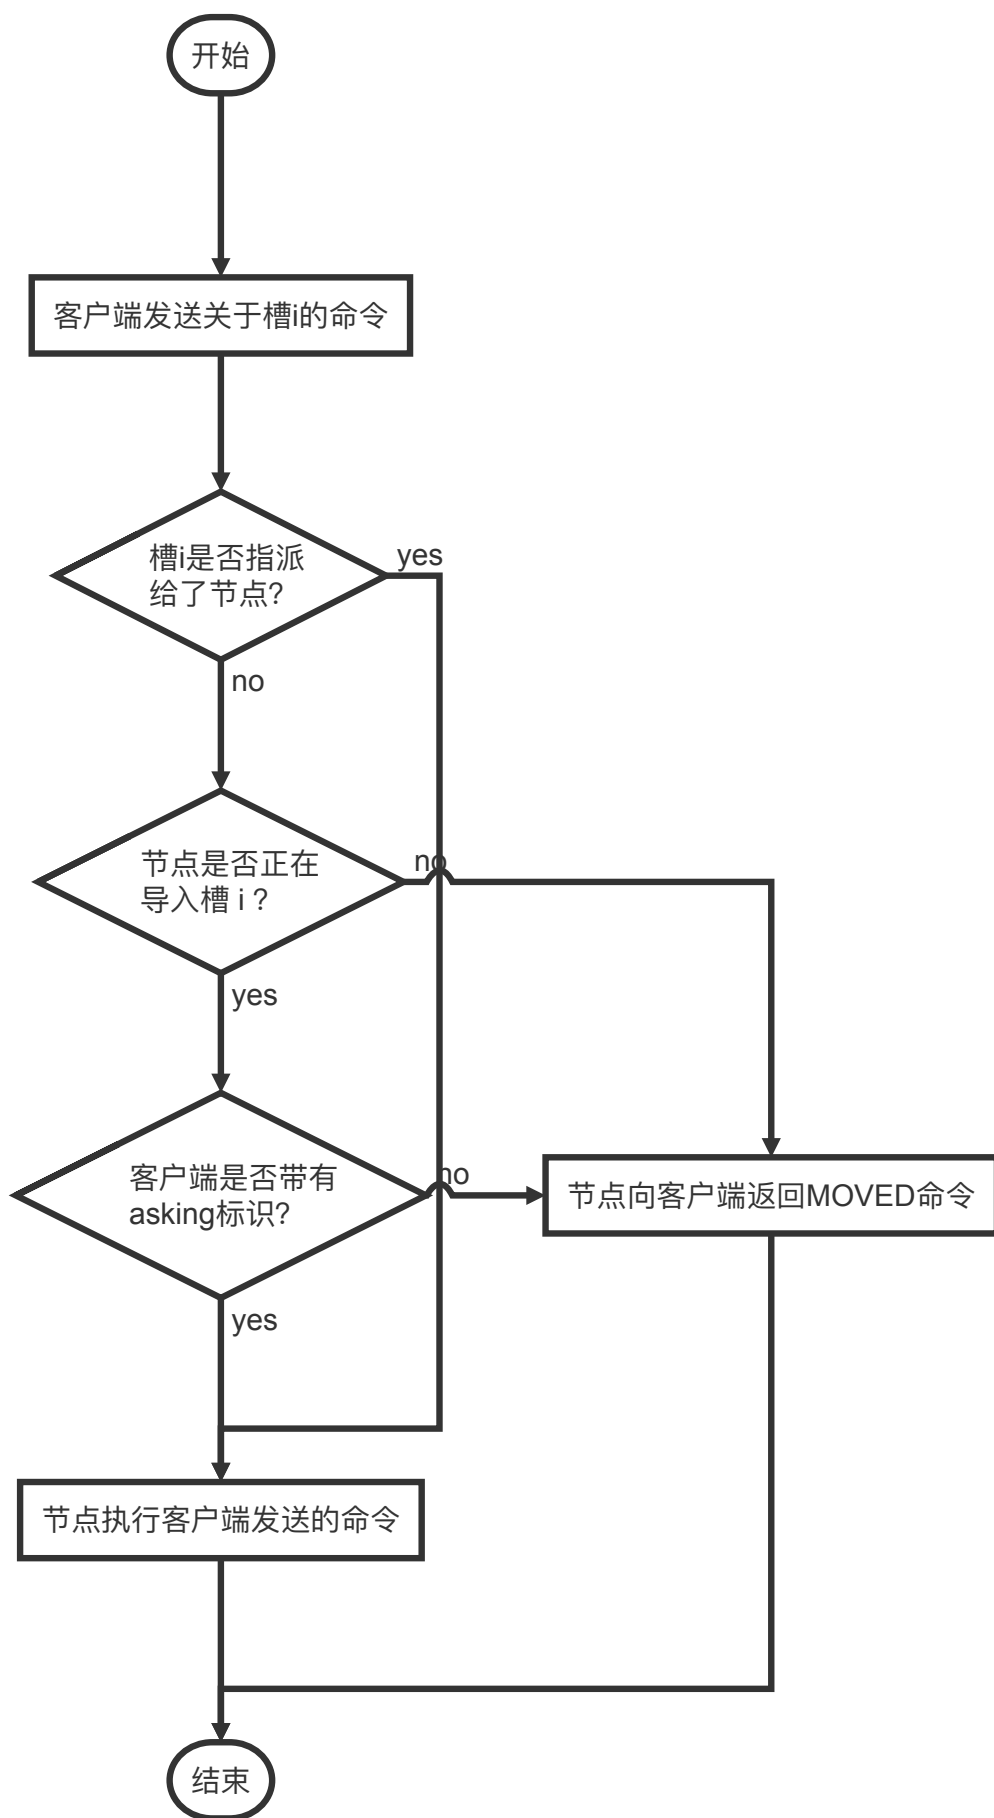 开始
客户端发送关于槽i的命令
槽i是否指派
给了节点?
yes
no
节点是否正在
导入槽 i ?
no
yes
客户端是否带有
asking标识?
no
yes
节点向客户端返回MOVED命令
节点执行客户端发送的命令
结束